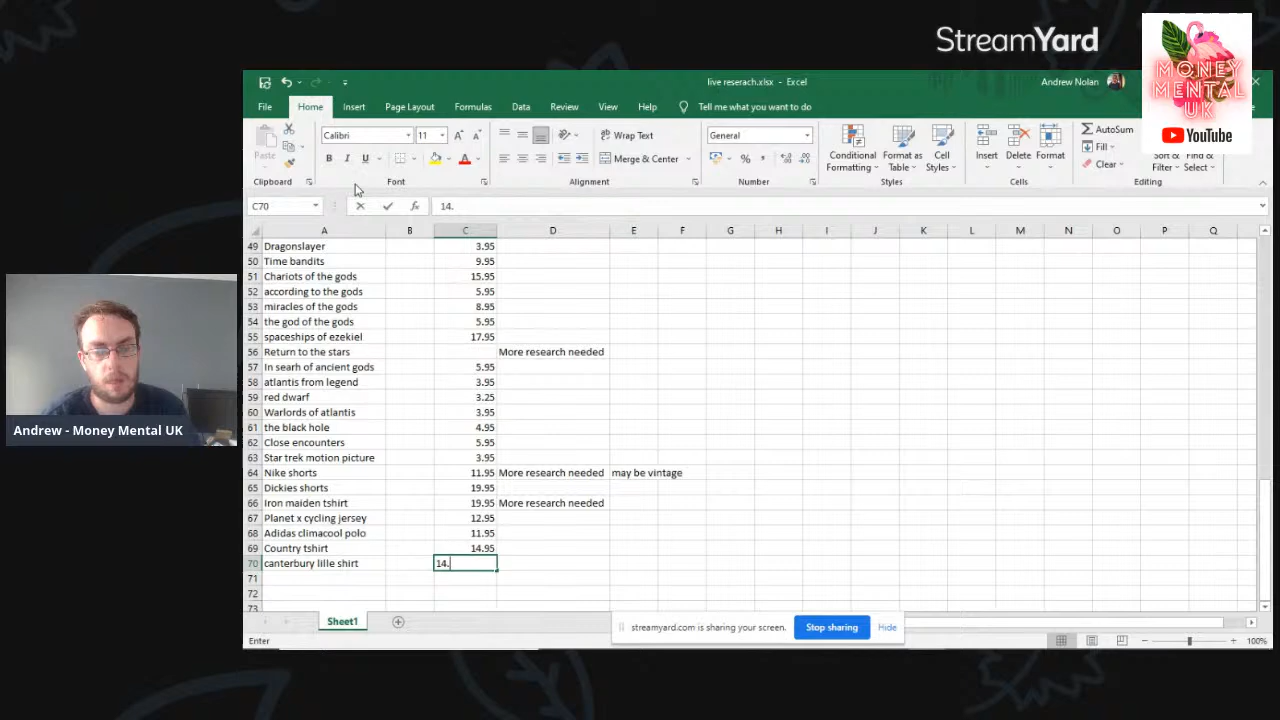 StreamYard
MONEY
MENTAL
UK
YouTube
live reserach.xlsx - Excel
Andrew Nolan
File Home Insert Page Layout Formulas Data Review View Help Tell me what you want to do
Calibri 11
Wrap Text
General
Paste
B I U
Merge & Center
Conditional Formatting
Format as Table
Cell Styles
Insert
Delete
Format
AutoSum
Fill
Clear
Sort & Filter
Find & Select
Clipboard Font Alignment Number Styles Cells Editing
C70 fx 14.
A B C D E F G H I J K L M N O P Q
49 Dragonslayer 3.95
50 Time bandits 9.95
51 Chariots of the gods 15.95
52 according to the gods 5.95
53 miracles of the gods 8.95
54 the god of the gods 5.95
55 spaceships of ezekiel 17.95
56 Return to the stars More research needed
57 In searh of ancient gods 5.95
58 atlantis from legend 3.95
59 red dwarf 3.25
60 Warlords of atlantis 3.95
61 the black hole 4.95
62 Close encounters 5.95
63 Star trek motion picture 3.95
64 Nike shorts 11.95 More research needed may be vintage
65 Dickies shorts 19.95
66 Iron maiden tshirt 19.95 More research needed
67 Planet x cycling jersey 12.95
68 Adidas climacool polo 11.95
69 Country tshirt 14.95
70 canterbury lille shirt 14.
71
72
73
Sheet1
streamyard.com is sharing your screen. Stop sharing Hide
Enter
100%
Andrew - Money Mental UK